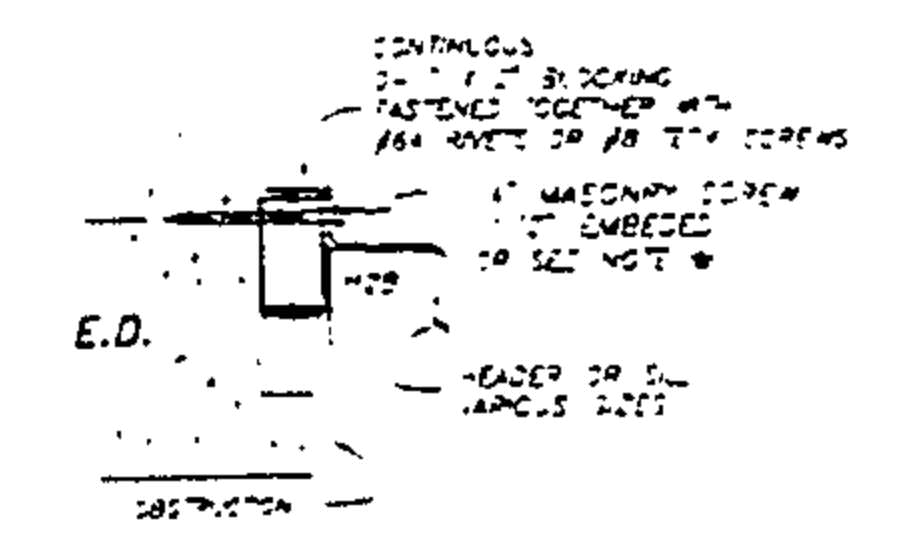 CONTINUOUS
BLOCKING
FASTENED TOGETHER WITH
RIVETS OR #8 TEK SCREWS
MASONRY SCREW
EMBEDED
OR SEE NOTE *
E.D.
HEADER OR SILL
VARIOUS SIZES
OBSTRUCTION